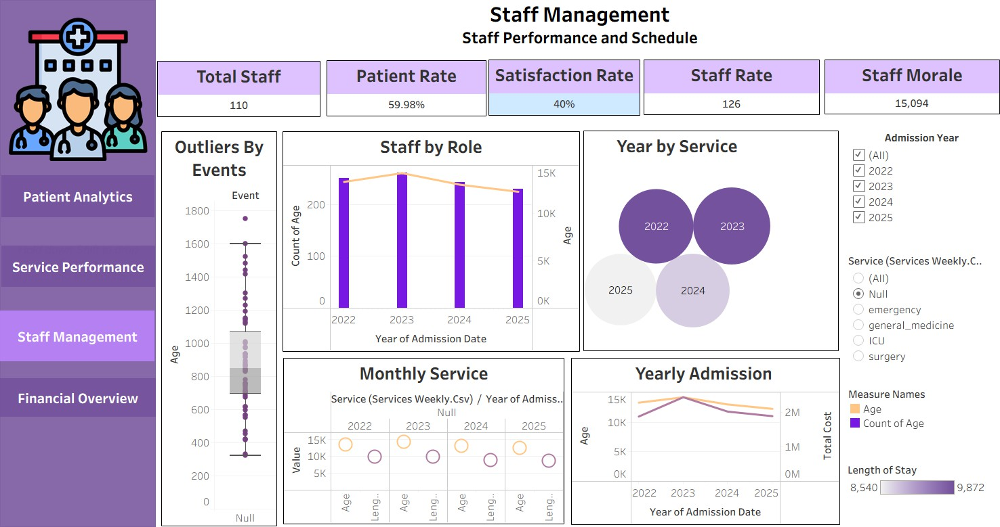 Staff Management
Staff Performance and Schedule
Total Staff
110
Patient Rate
59.98%
Satisfaction Rate
40%
Staff Rate
126
Staff Morale
15,094
Patient Analytics
Service Performance
Staff Management
Financial Overview
Outliers By
Events
Event
1800
1600
1400
1200
1000
800
600
400
200
0
Age
Null
Staff by Role
Count of Age
200
100
0
15K
10K
5K
0K
Age
2022 2023 2024 2025
Year of Admission Date
Year by Service
2022
2023
2025
2024
Monthly Service
Service (Services Weekly.Csv) / Year of Admiss..
Null
2022 2023 2024 2025
Value
15K
10K
5K
Age Leng.. Age Leng.. Age Leng.. Age Leng..
Yearly Admission
Age
15K
10K
5K
0K
2M
1M
0M
Total Cost
2022 2023 2024 2025
Year of Admission Date
Admission Year
(All)
2022
2023
2024
2025
Service (Services Weekly.C..
(All)
Null
emergency
general_medicine
ICU
surgery
Measure Names
Age
Count of Age
Length of Stay
8,540 9,872